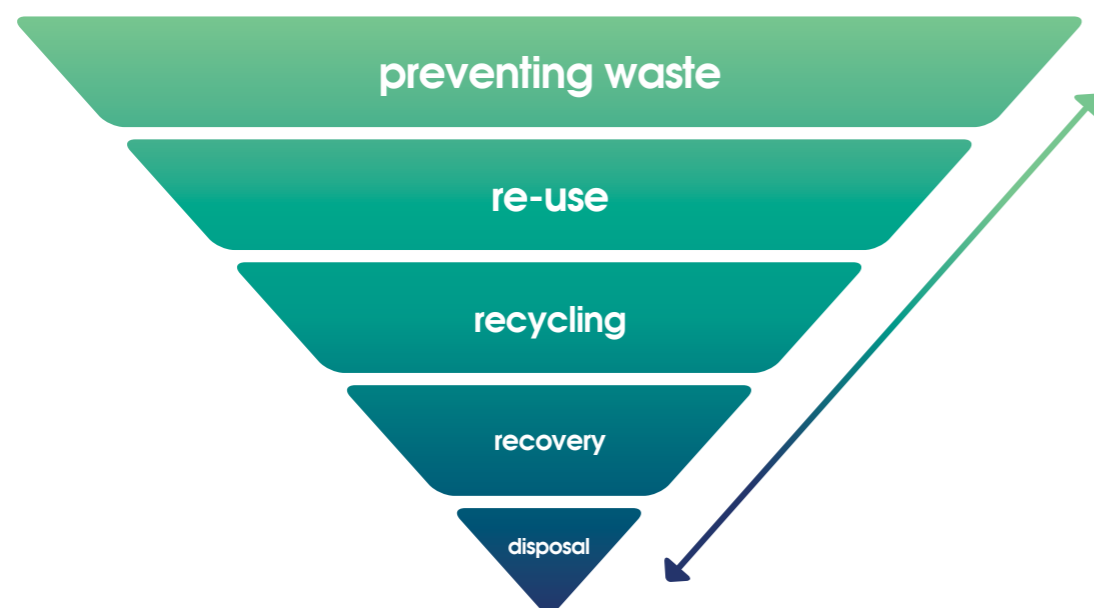 preventing waste
re-use
recycling
recovery
disposal